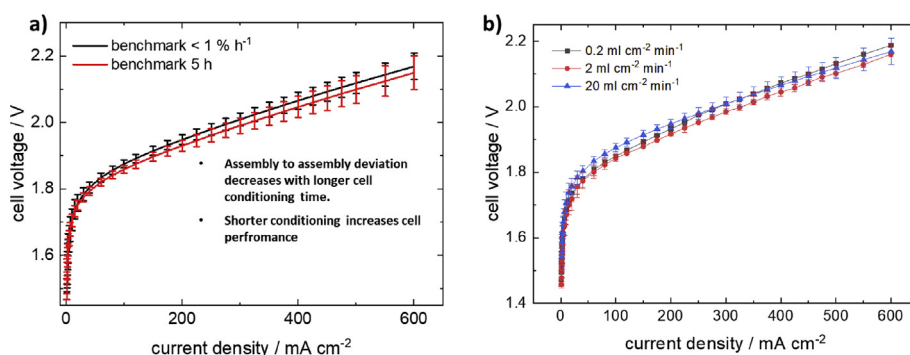 a)
benchmark < 1 % h⁻¹
benchmark 5 h
2.2
2.0
1.8
1.6
cell voltage / V
• Assembly to assembly deviation
decreases with longer cell
conditioning time.
• Shorter conditioning increases cell
perfromance
0 200 400 600
current density / mA cm⁻²
b)
0.2 ml cm⁻² min⁻¹
2 ml cm⁻² min⁻¹
20 ml cm⁻² min⁻¹
2.2
2.0
1.8
1.6
1.4
cell voltage / V
0 100 200 300 400 500 600
current density / mA cm⁻²